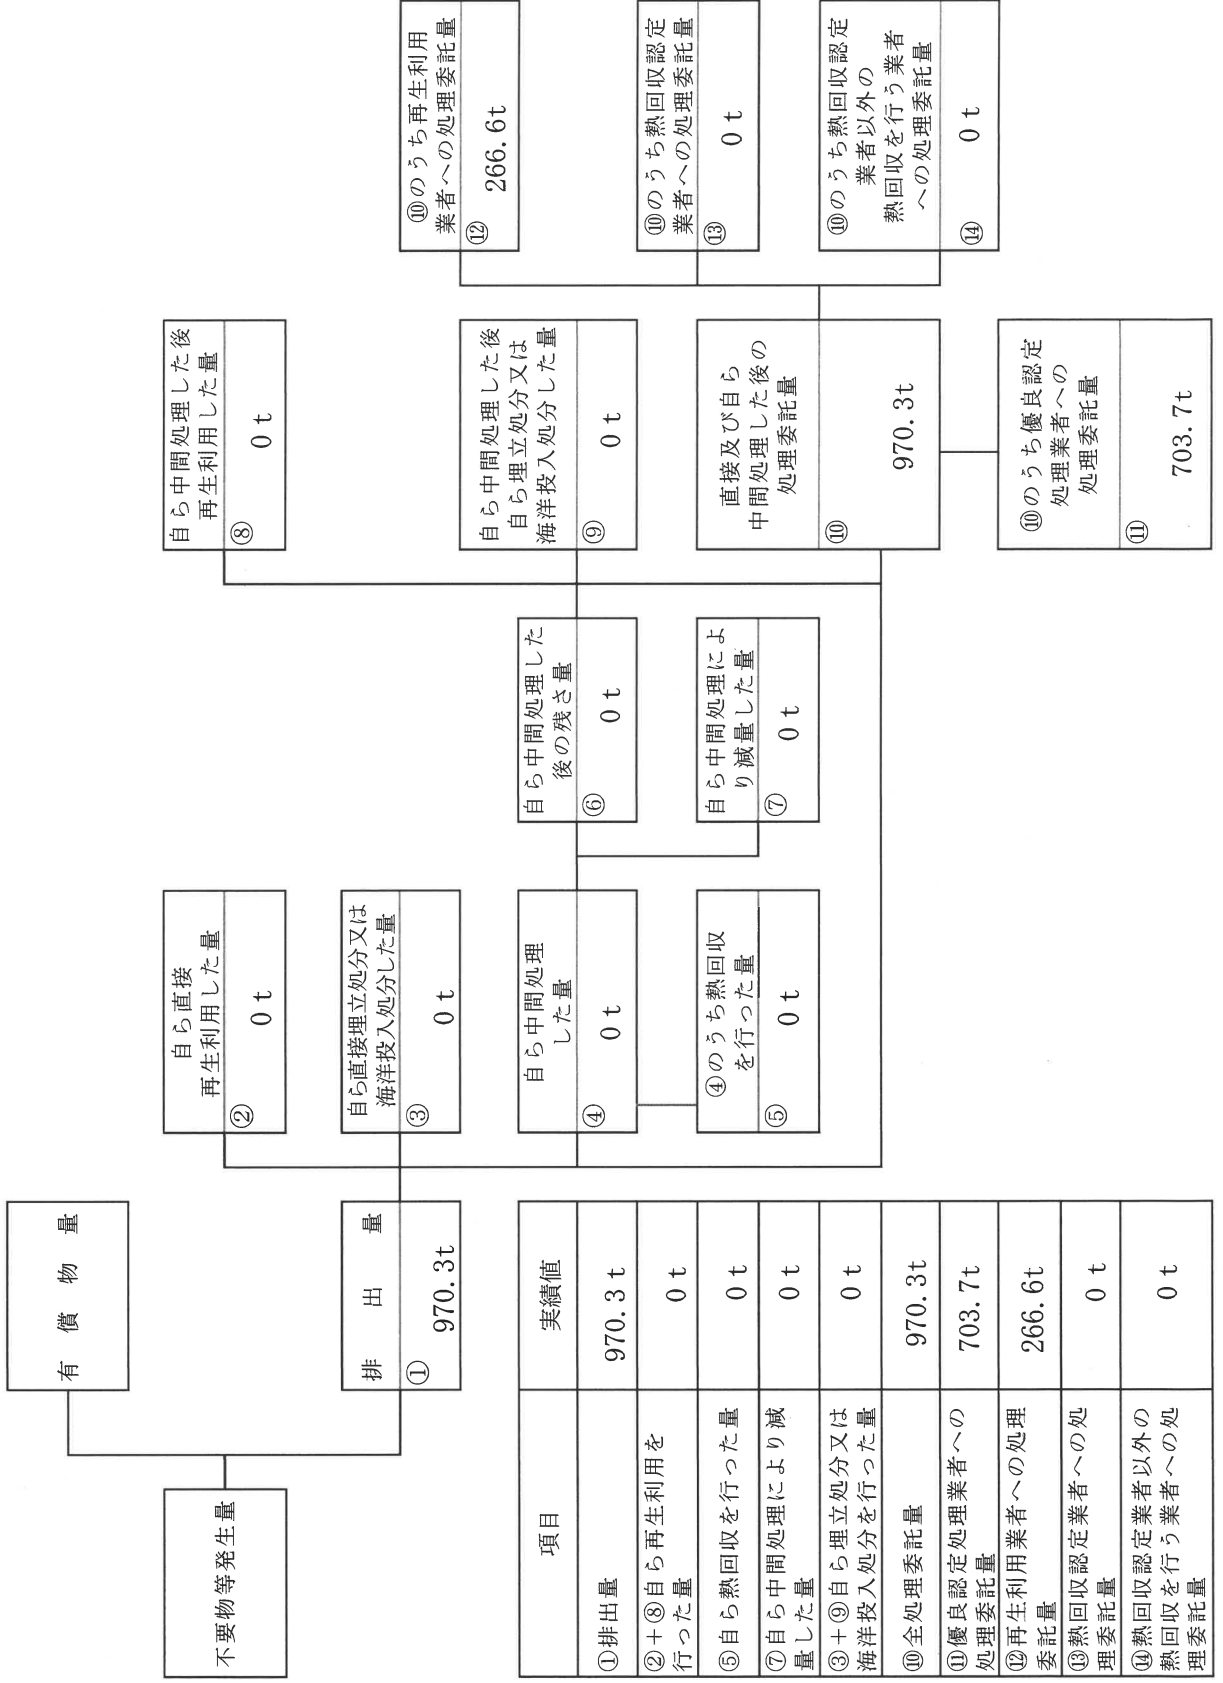 有償物量
不要物等発生量
排出量
①
970.3t
自ら直接
再生利用した量
②
0 t
自ら直接埋立処分又は
海洋投入処分した量
③
0 t
自ら中間処理
した量
④
0 t
④のうち熱回収
を行った量
⑤
0 t
自ら中間処理した
後の残さ量
⑥
0 t
自ら中間処理によ
り減量した量
⑦
0 t
自ら中間処理した後
再生利用した量
⑧
0 t
自ら中間処理した後
自ら埋立処分又は
海洋投入処分した量
⑨
0 t
直接及び自ら
中間処理した後の
処理委託量
⑩
970.3t
⑩のうち優良認定
処理業者への
処理委託量
⑪
703.7t
⑩のうち再生利用
業者への処理委託量
⑫
266.6t
⑩のうち熱回収認定
業者への処理委託量
⑬
0 t
⑩のうち熱回収認定
業者以外の
熱回収を行う業者
への処理委託量
⑭
0 t
項目 実績値
①排出量 970.3 t
②+⑧自ら再生利用を
行った量 0 t
⑤自ら熱回収を行った量 0 t
⑦自ら中間処理により減
量した量 0 t
③+⑨自ら埋立処分又は
海洋投入処分を行った量 0 t
⑩全処理委託量 970.3t
⑪優良認定処理業者への
処理委託量 703.7t
⑫再生利用業者への処理
委託量 266.6t
⑬熱回収認定業者への処
理委託量 0 t
⑭熱回収認定業者以外の
熱回収を行う業者への処
理委託量 0 t